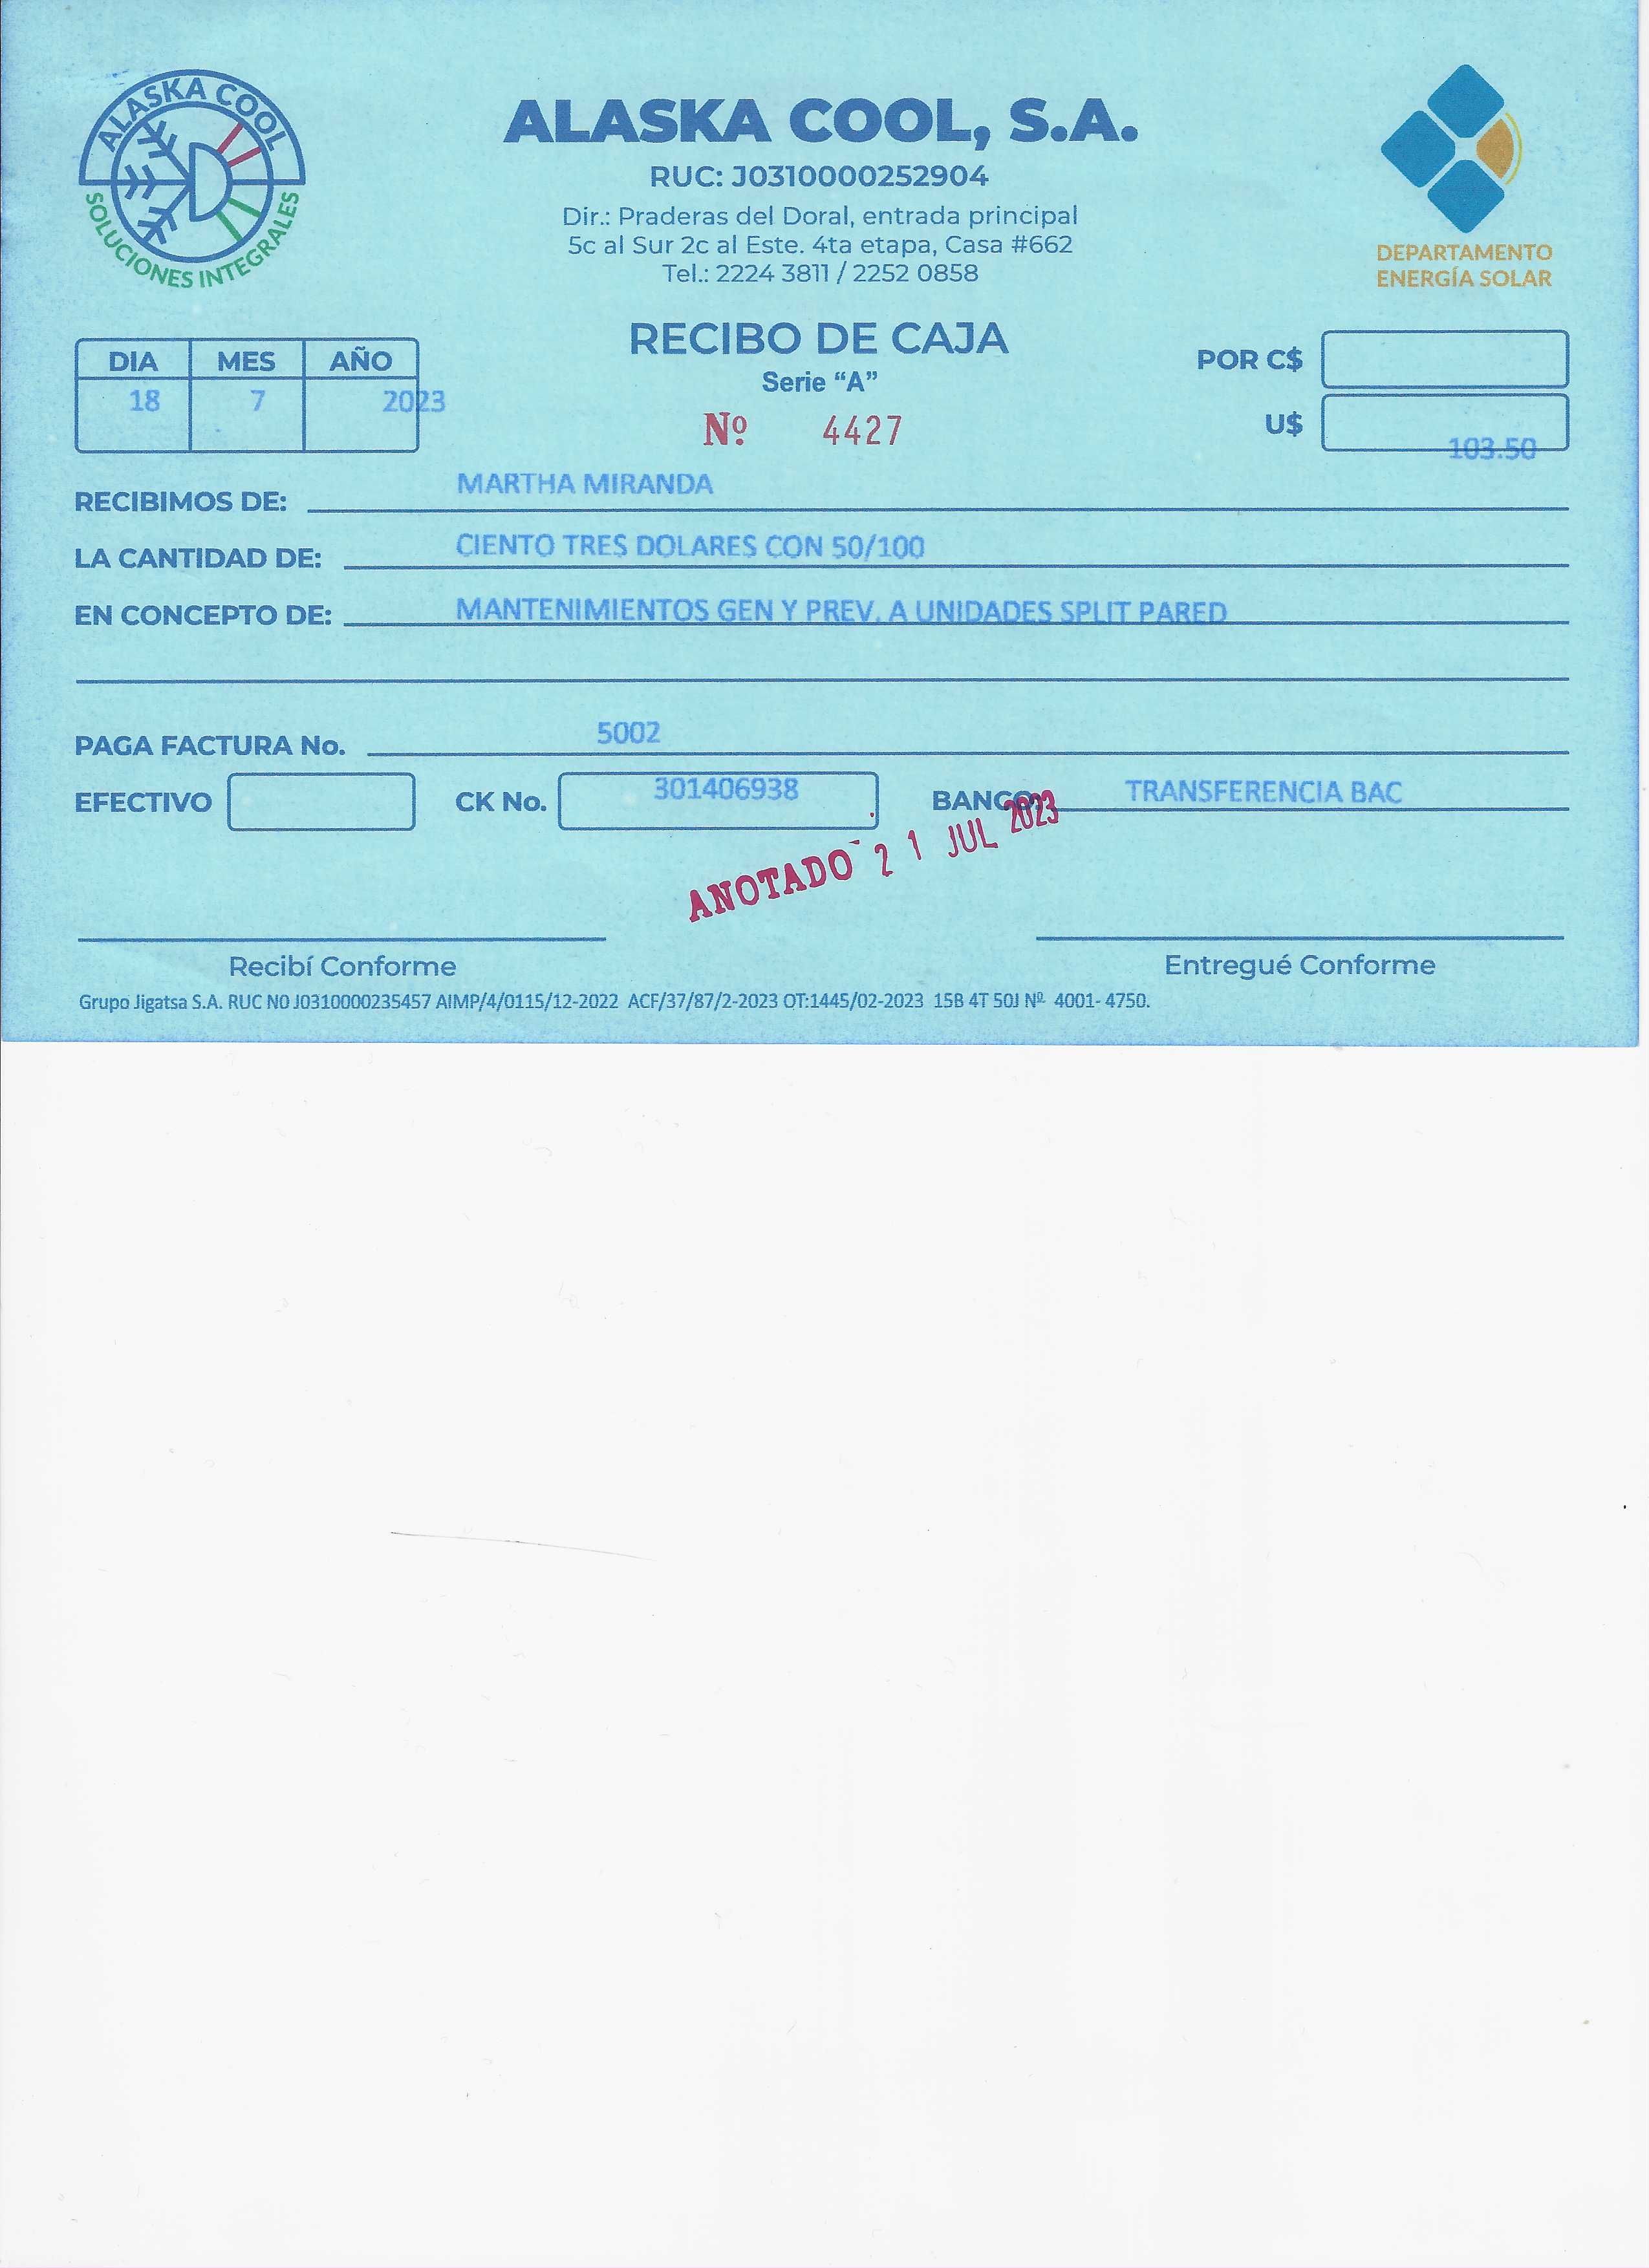 ALASKA COOL
SOLUCIONES INTEGRALES
ALASKA COOL, S.A.
RUC: J0310000252904
Dir.: Praderas del Doral, entrada principal
5c al Sur 2c al Este. 4ta etapa, Casa #662
Tel.: 2224 3811 / 2252 0858
DEPARTAMENTO
ENERGÍA SOLAR
RECIBO DE CAJA
Serie “A”
Nº 4427
DIA MES AÑO
18 7 2023
POR C$
U$ 103.50
RECIBIMOS DE: MARTHA MIRANDA
LA CANTIDAD DE: CIENTO TRES DOLARES CON 50/100
EN CONCEPTO DE: MANTENIMIENTOS GEN Y PREV. A UNIDADES SPLIT PARED
PAGA FACTURA No. 5002
EFECTIVO CK No. 301406938 BANCO: TRANSFERENCIA BAC
ANOTADO 21 JUL 2023
Recibí Conforme Entregué Conforme
Grupo Jigatsa S.A. RUC N0 J0310000235457 AIMP/4/0115/12-2022 ACF/37/87/2-2023 OT:1445/02-2023 15B 4T 50J Nº 4001- 4750.